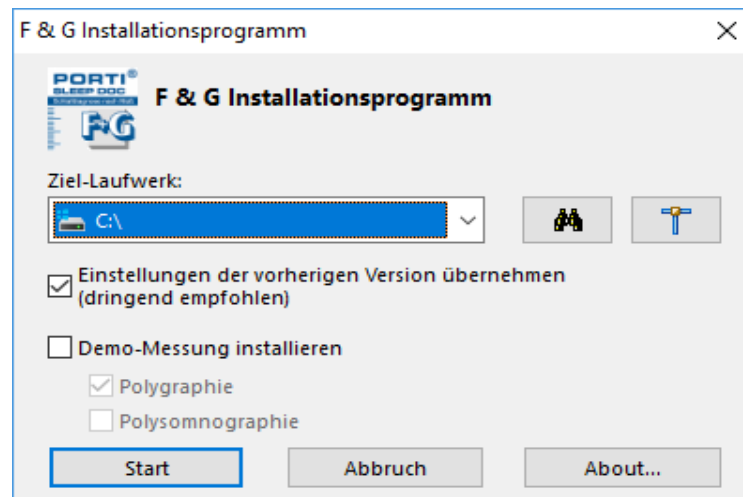 F & G Installationsprogramm
PORTI®
SLEEP DOC
F&G
F & G Installationsprogramm
Ziel-Laufwerk:
C:\
Einstellungen der vorherigen Version übernehmen
(dringend empfohlen)
Demo-Messung installieren
Polygraphie
Polysomnographie
Start
Abbruch
About...